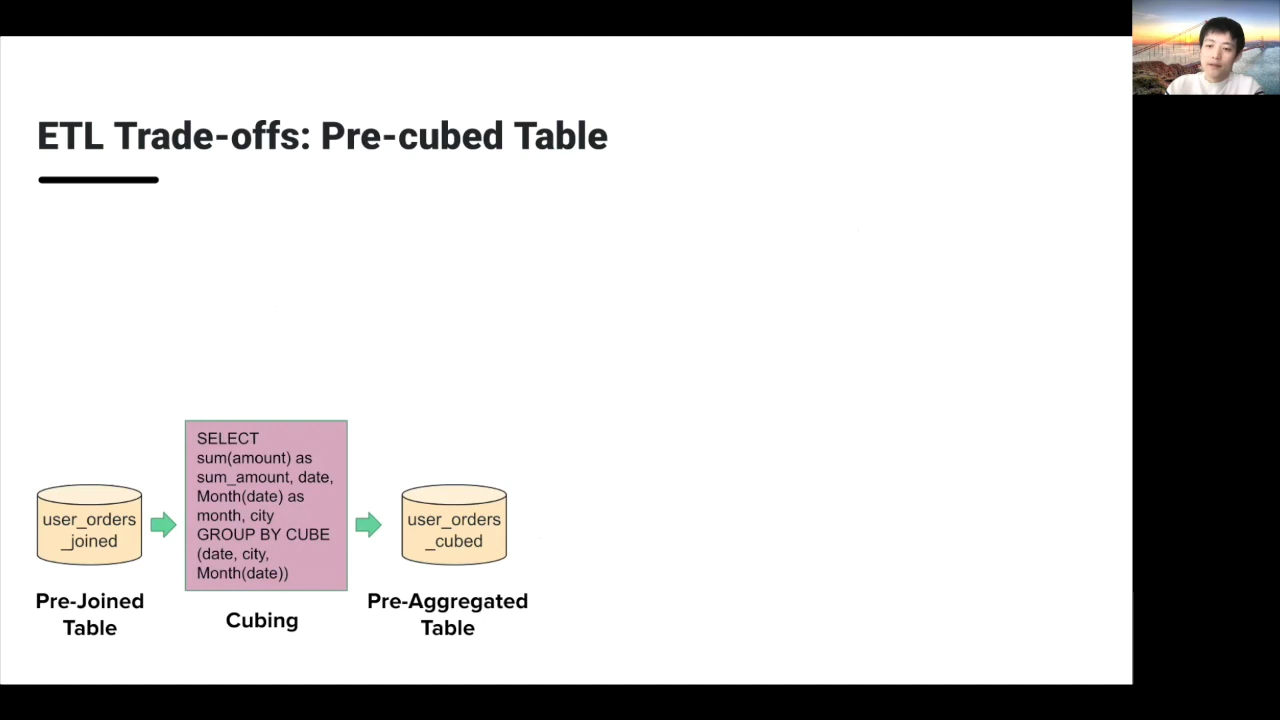 ETL Trade-offs: Pre-cubed Table
user_orders
_joined
Pre-Joined
Table
SELECT
sum(amount) as
sum_amount, date,
Month(date) as
month, city
GROUP BY CUBE
(date, city,
Month(date))
Cubing
user_orders
_cubed
Pre-Aggregated
Table